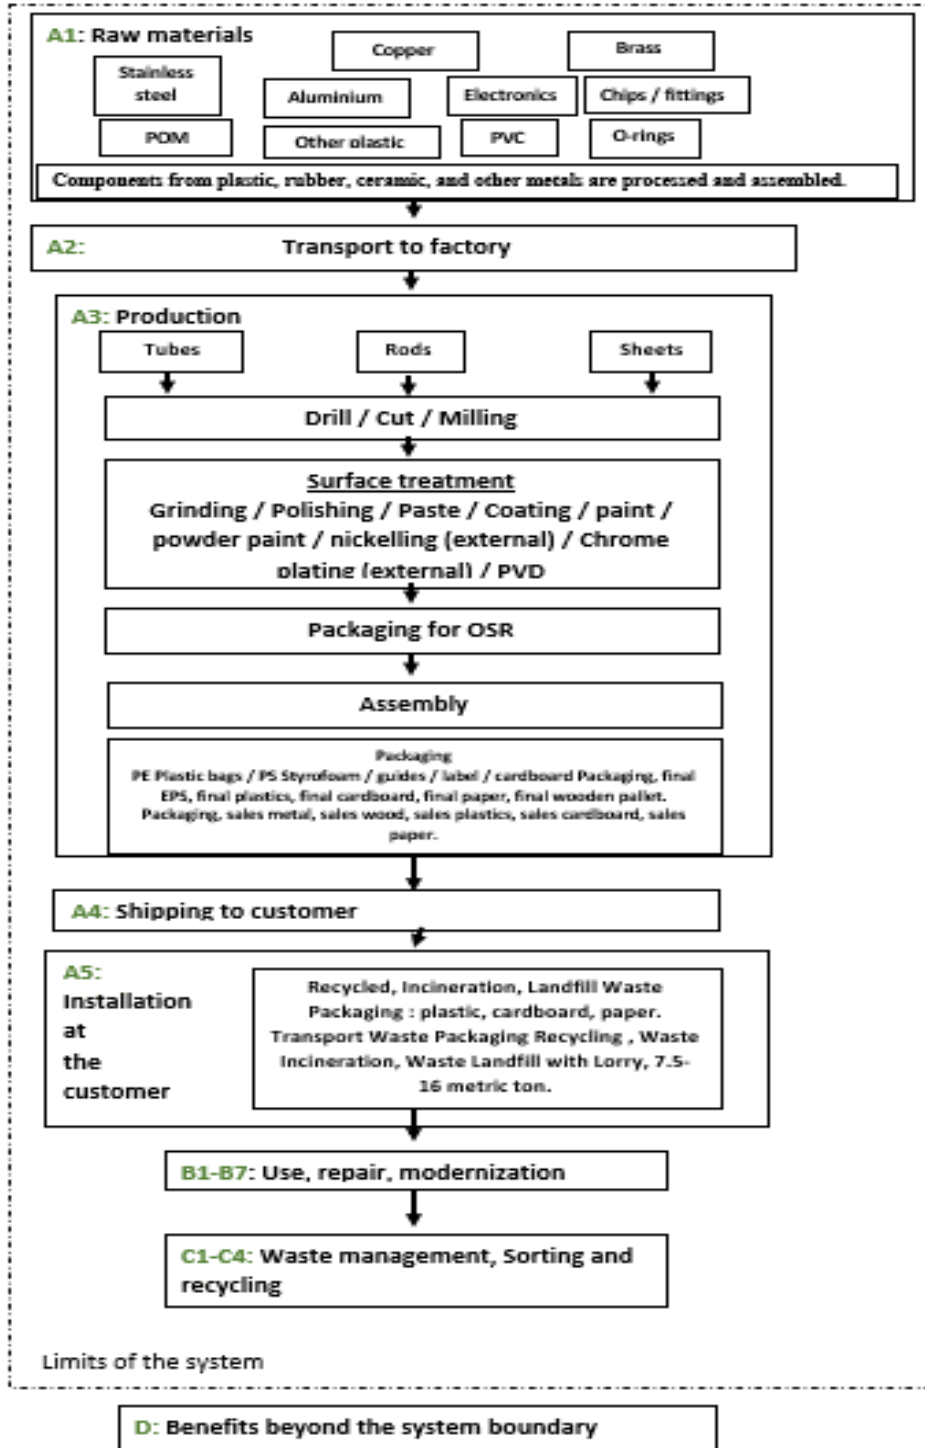 A1: Raw materials
Copper
Brass
Stainless
steel
Aluminium
Electronics
Chips / fittings
POM
Other plastic
PVC
O-rings
Components from plastic, rubber, ceramic, and other metals are processed and assembled.
A2: Transport to factory
A3: Production
Tubes
Rods
Sheets
Drill / Cut / Milling
Surface treatment
Grinding / Polishing / Paste / Coating / paint /
powder paint / nickelling (external) / Chrome
plating (external) / PVD
Packaging for OSR
Assembly
Packaging
PE Plastic bags / PS Styrofoam / guides / label / cardboard Packaging, final
EPS, final plastics, final cardboard, final paper, final wooden pallet.
Packaging, sales metal, sales wood, sales plastics, sales cardboard, sales
paper.
A4: Shipping to customer
A5:
Installation
at
the
customer
Recycled, Incineration, Landfill Waste
Packaging : plastic, cardboard, paper.
Transport Waste Packaging Recycling , Waste
Incineration, Waste Landfill with Lorry, 7.5-
16 metric ton.
B1-B7: Use, repair, modernization
C1-C4: Waste management, Sorting and
recycling
Limits of the system
D: Benefits beyond the system boundary